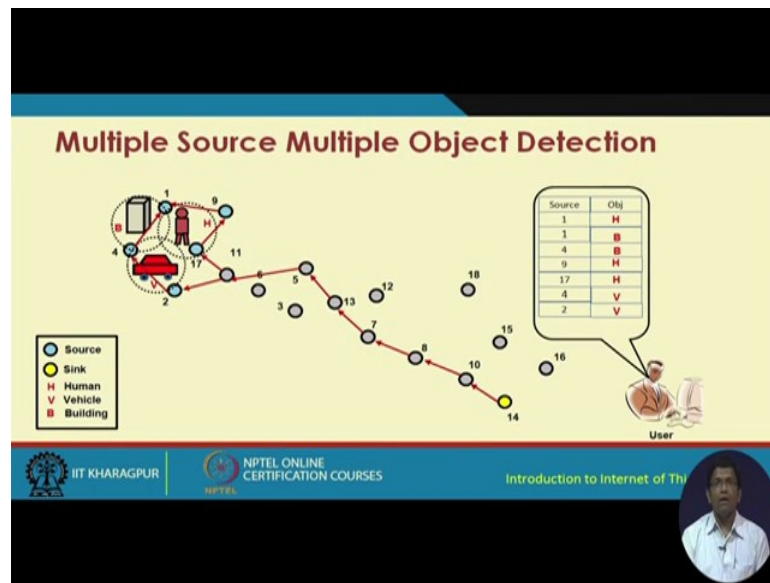 Multiple Source Multiple Object Detection
1
9
H
B
4
17
11
V
2
6
5
3
13
12
18
7
8
15
10
16
14
Source Obj
1 H
1 B
4 B
9 H
17 H
4 V
2 V
User
Source
Sink
H Human
V Vehicle
B Building
IIT KHARAGPUR
NPTEL
NPTEL ONLINE
CERTIFICATION COURSES
Introduction to Internet of Thi